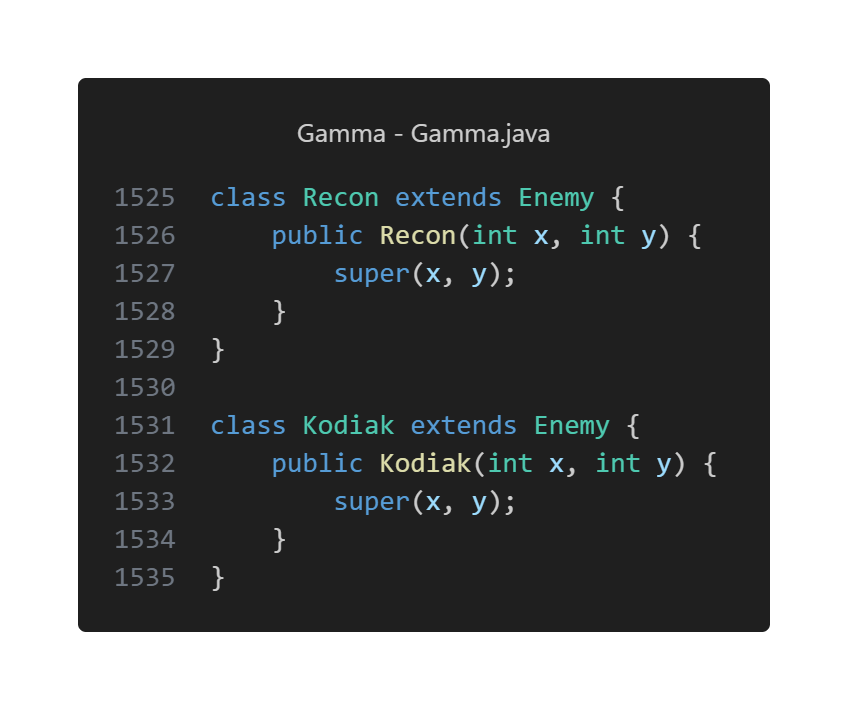 Gamma - Gamma.java
1525 class Recon extends Enemy {
1526     public Recon(int x, int y) {
1527         super(x, y);
1528     }
1529 }
1530
1531 class Kodiak extends Enemy {
1532     public Kodiak(int x, int y) {
1533         super(x, y);
1534     }
1535 }